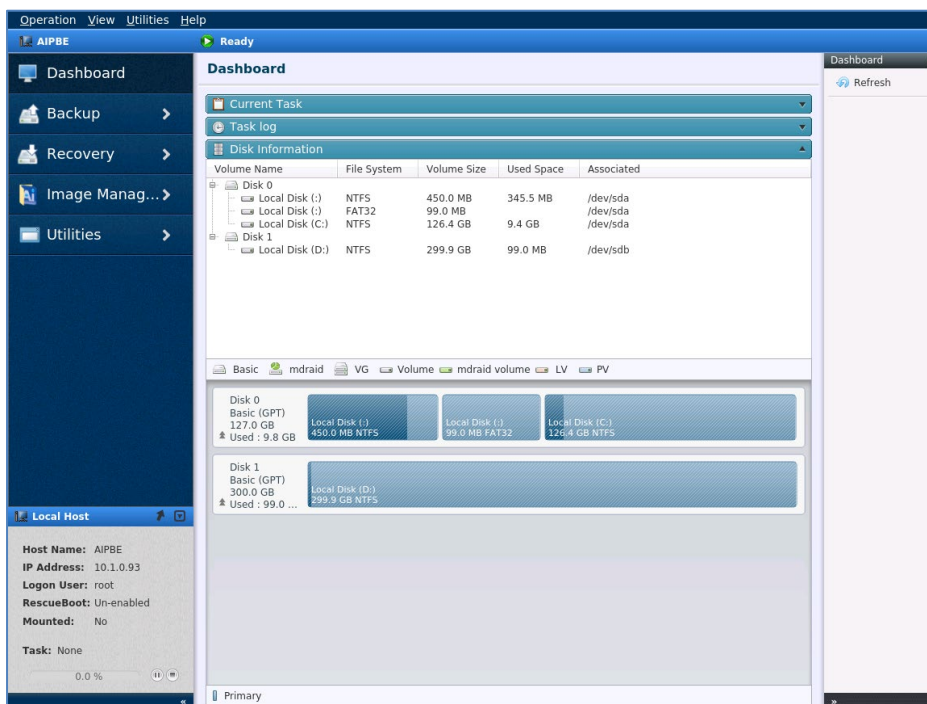 Operation View Utilities Help
AIPBE
Ready
Dashboard
Backup
Recovery
Image Manag...
Utilities
Dashboard
Current Task
Task log
Disk Information
Volume Name File System Volume Size Used Space Associated
Disk 0
Local Disk (:) NTFS 450.0 MB 345.5 MB /dev/sda
Local Disk (:) FAT32 99.0 MB /dev/sda
Local Disk (C:) NTFS 126.4 GB 9.4 GB /dev/sda
Disk 1
Local Disk (D:) NTFS 299.9 GB 99.0 MB /dev/sdb
Basic mdraid VG Volume mdraid volume LV PV
Disk 0
Basic (GPT)
127.0 GB
Used : 9.8 GB
Local Disk (:)
450.0 MB NTFS
Local Disk (:)
99.0 MB FAT32
Local Disk (C:)
126.4 GB NTFS
Disk 1
Basic (GPT)
300.0 GB
Used : 99.0 ...
Local Disk (D:)
299.9 GB NTFS
Primary
Dashboard
Refresh
Local Host
Host Name: AIPBE
IP Address: 10.1.0.93
Logon User: root
RescueBoot: Un-enabled
Mounted: No
Task: None
0.0 %